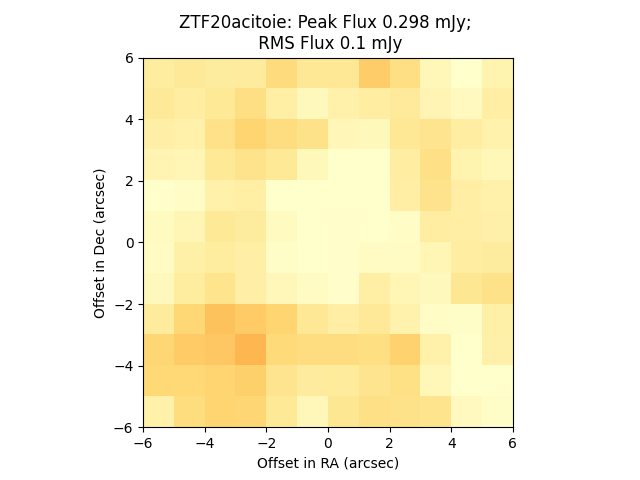 ZTF20acitoie: Peak Flux 0.298 mJy;
RMS Flux 0.1 mJy
6
4
2
0
−2
−4
−6
Offset in Dec (arcsec)
−6 −4 −2 0 2 4 6
Offset in RA (arcsec)